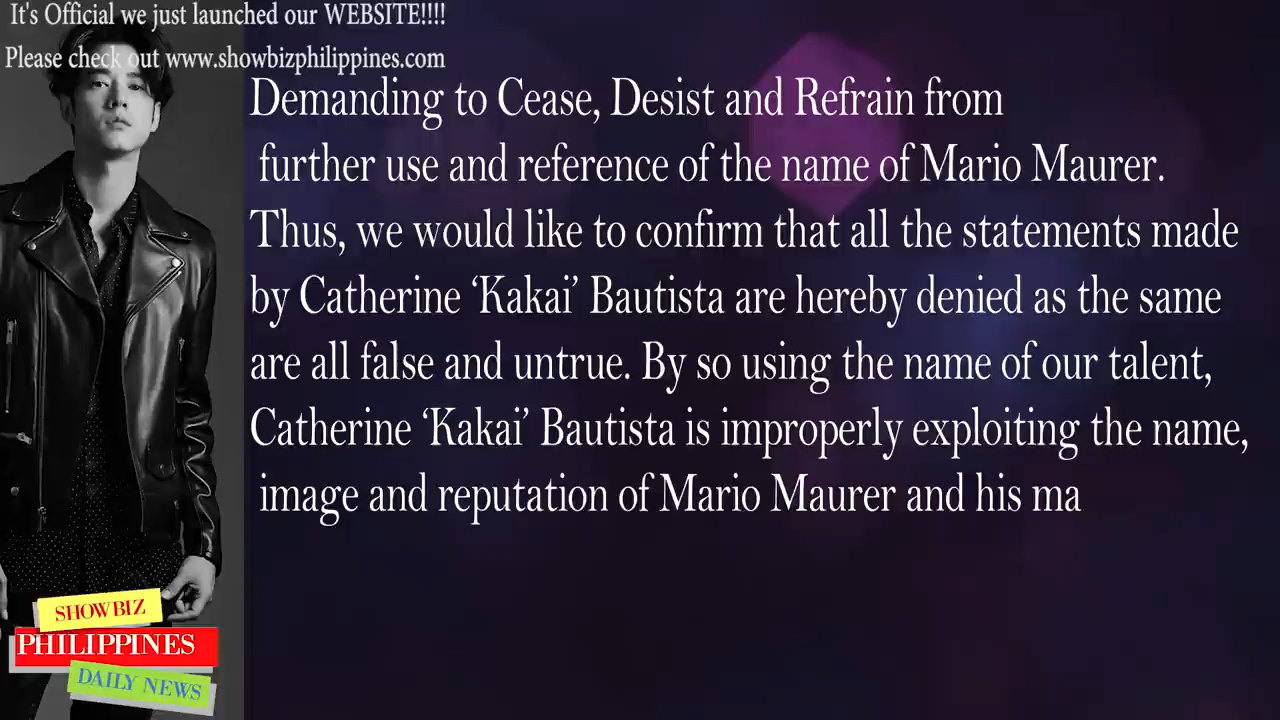 It's Official we just launched our WEBSITE!!!!
Please check out www.showbizphilippines.com
Demanding to Cease, Desist and Refrain from
further use and reference of the name of Mario Maurer.
Thus, we would like to confirm that all the statements made
by Catherine ‘Kakai’ Bautista are hereby denied as the same
are all false and untrue. By so using the name of our talent,
Catherine ‘Kakai’ Bautista is improperly exploiting the name,
image and reputation of Mario Maurer and his ma
SHOWBIZ
PHILIPPINES
DAILY NEWS